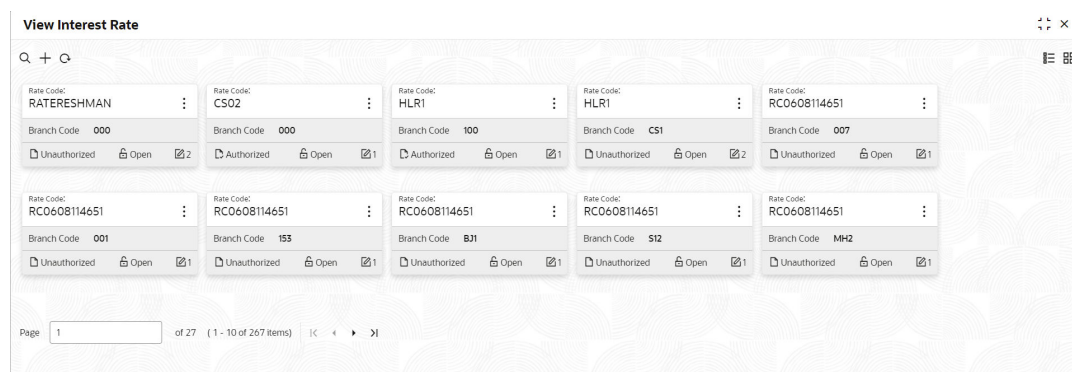 View Interest Rate
Rate Code: Rate Code: Rate Code: Rate Code: Rate Code:
RATERESHMAN CS02 HLR1 HLR1 RC0608114651
Branch Code 000 Branch Code 000 Branch Code 100 Branch Code CS1 Branch Code 007
Unauthorized Open 2 Authorized Open 1 Authorized Open 1 Unauthorized Open 2 Unauthorized Open 1
Rate Code: Rate Code: Rate Code: Rate Code: Rate Code:
RC0608114651 RC0608114651 RC0608114651 RC0608114651 RC0608114651
Branch Code 001 Branch Code 153 Branch Code BJ1 Branch Code S12 Branch Code MH2
Unauthorized Open 1 Unauthorized Open 1 Unauthorized Open 1 Unauthorized Open 1 Unauthorized Open 1
Page 1 of 27 ( 1 - 10 of 267 items)